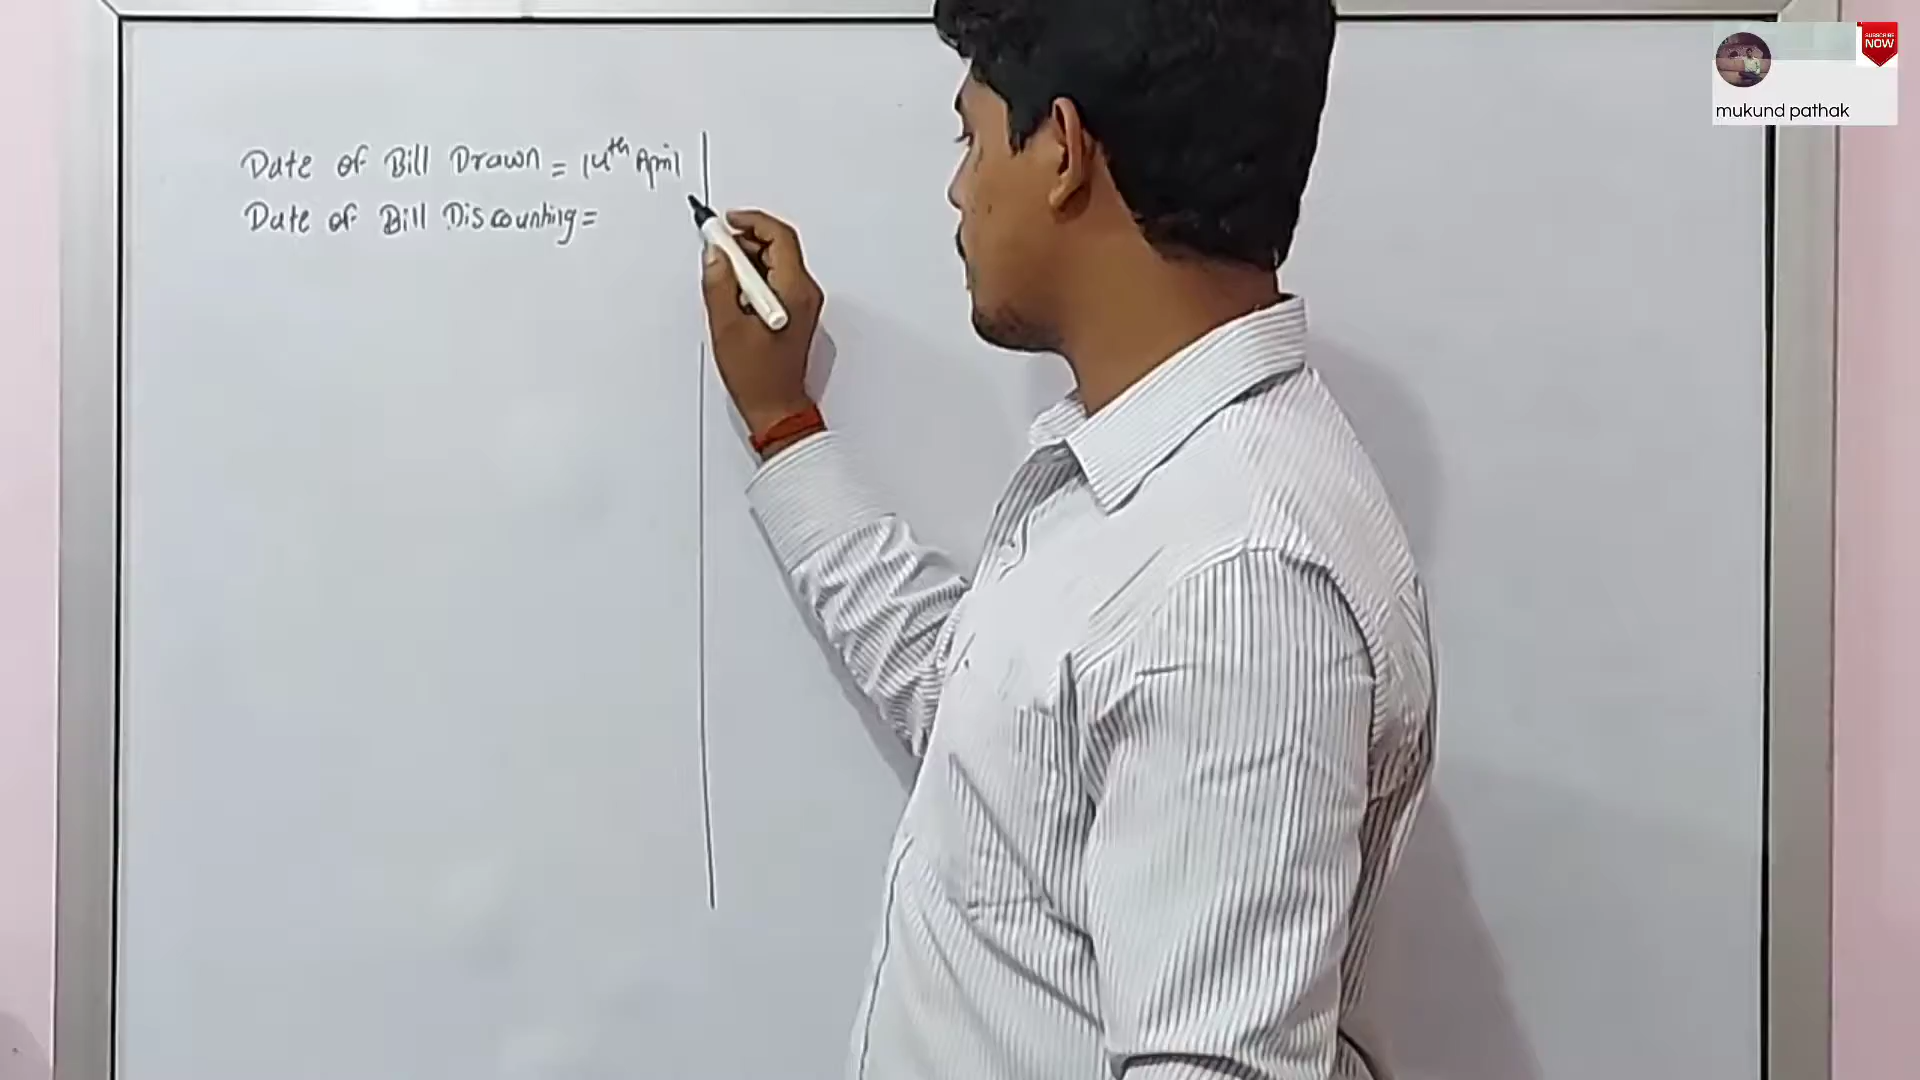 Date of Bill Drawn = 14th April
Date of Bill Discounting =
SUBSCRIBE
NOW
mukund pathak